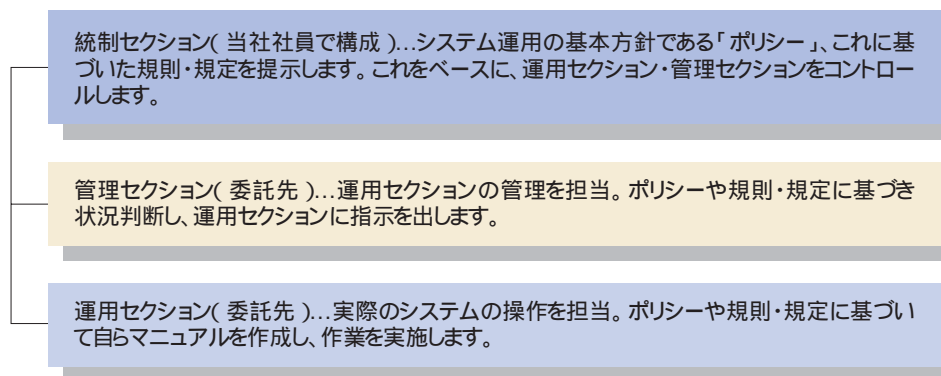 統制セクション( 当社社員で構成 )…システム運用の基本方針である「ポリシー」、これに基
づいた規則・規定を提示します。これをベースに、運用セクション・管理セクションをコントロー
ルします。
管理セクション( 委託先 )…運用セクションの管理を担当。ポリシーや規則・規定に基づき
状況判断し、運用セクションに指示を出します。
運用セクション( 委託先 )…実際のシステムの操作を担当。ポリシーや規則・規定に基づい
て自らマニュアルを作成し、作業を実施します。